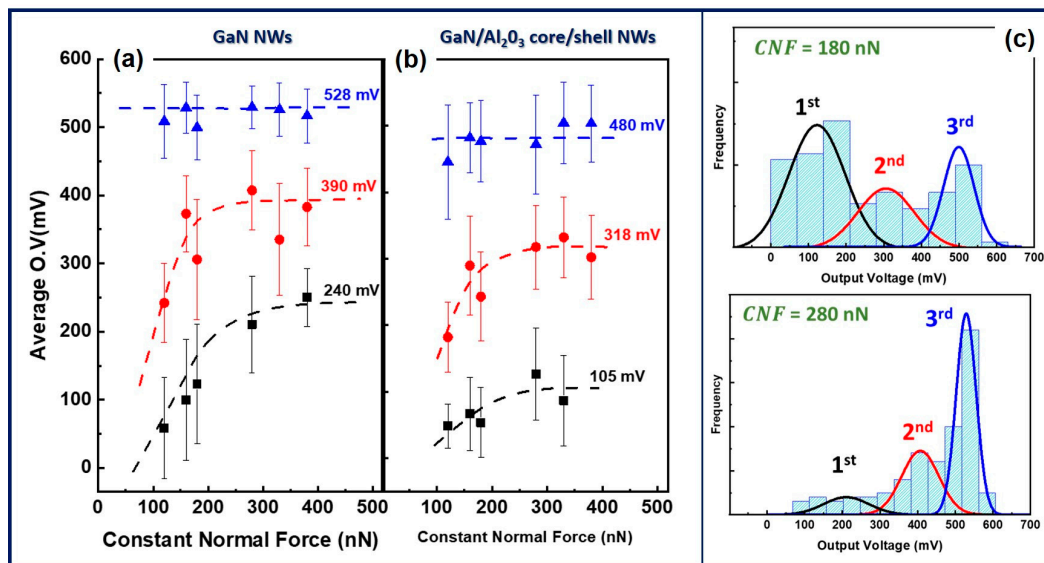 GaN NWs
GaN/Al₂0₃ core/shell NWs
(a)
(b)
(c)
Average O.V(mV)
600
500
400
300
200
100
0
528 mV
390 mV
240 mV
480 mV
318 mV
105 mV
0 100 200 300 400 500
100 200 300 400 500
Constant Normal Force (nN)
Constant Normal Force (nN)
CNF = 180 nN
1st
2nd
3rd
Frequency
0 100 200 300 400 500 600 700
Output Voltage (mV)
CNF = 280 nN
1st
2nd
3rd
Frequency
0 100 200 300 400 500 600 700
Output Voltage (mV)